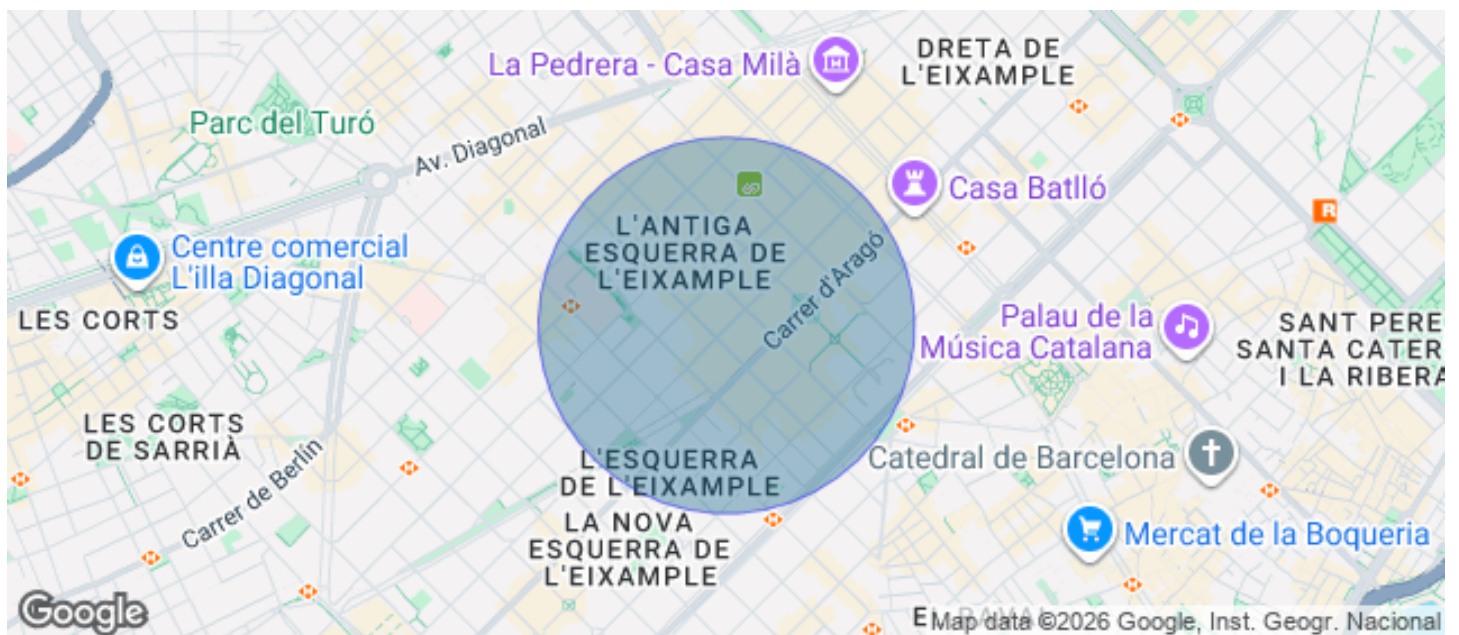 La Pedrera - Casa Milà
DRETA DE
L'EIXAMPLE
Parc del Turó
Av. Diagonal
Casa Batlló
L'ANTIGA
ESQUERRA DE
L'EIXAMPLE
Centre comercial
L'illa Diagonal
R
Carrer d'Aragó
LES CORTS
Palau de la
Música Catalana
SANT PERE
SANTA CATER
I LA RIBERA
LES CORTS
DE SARRIÀ
Carrer de Berlín
L'ESQUERRA
DE L'EIXAMPLE
Catedral de Barcelona
LA NOVA
ESQUERRA DE
L'EIXAMPLE
Mercat de la Boqueria
Google
Map data ©2026 Google, Inst. Geogr. Nacional